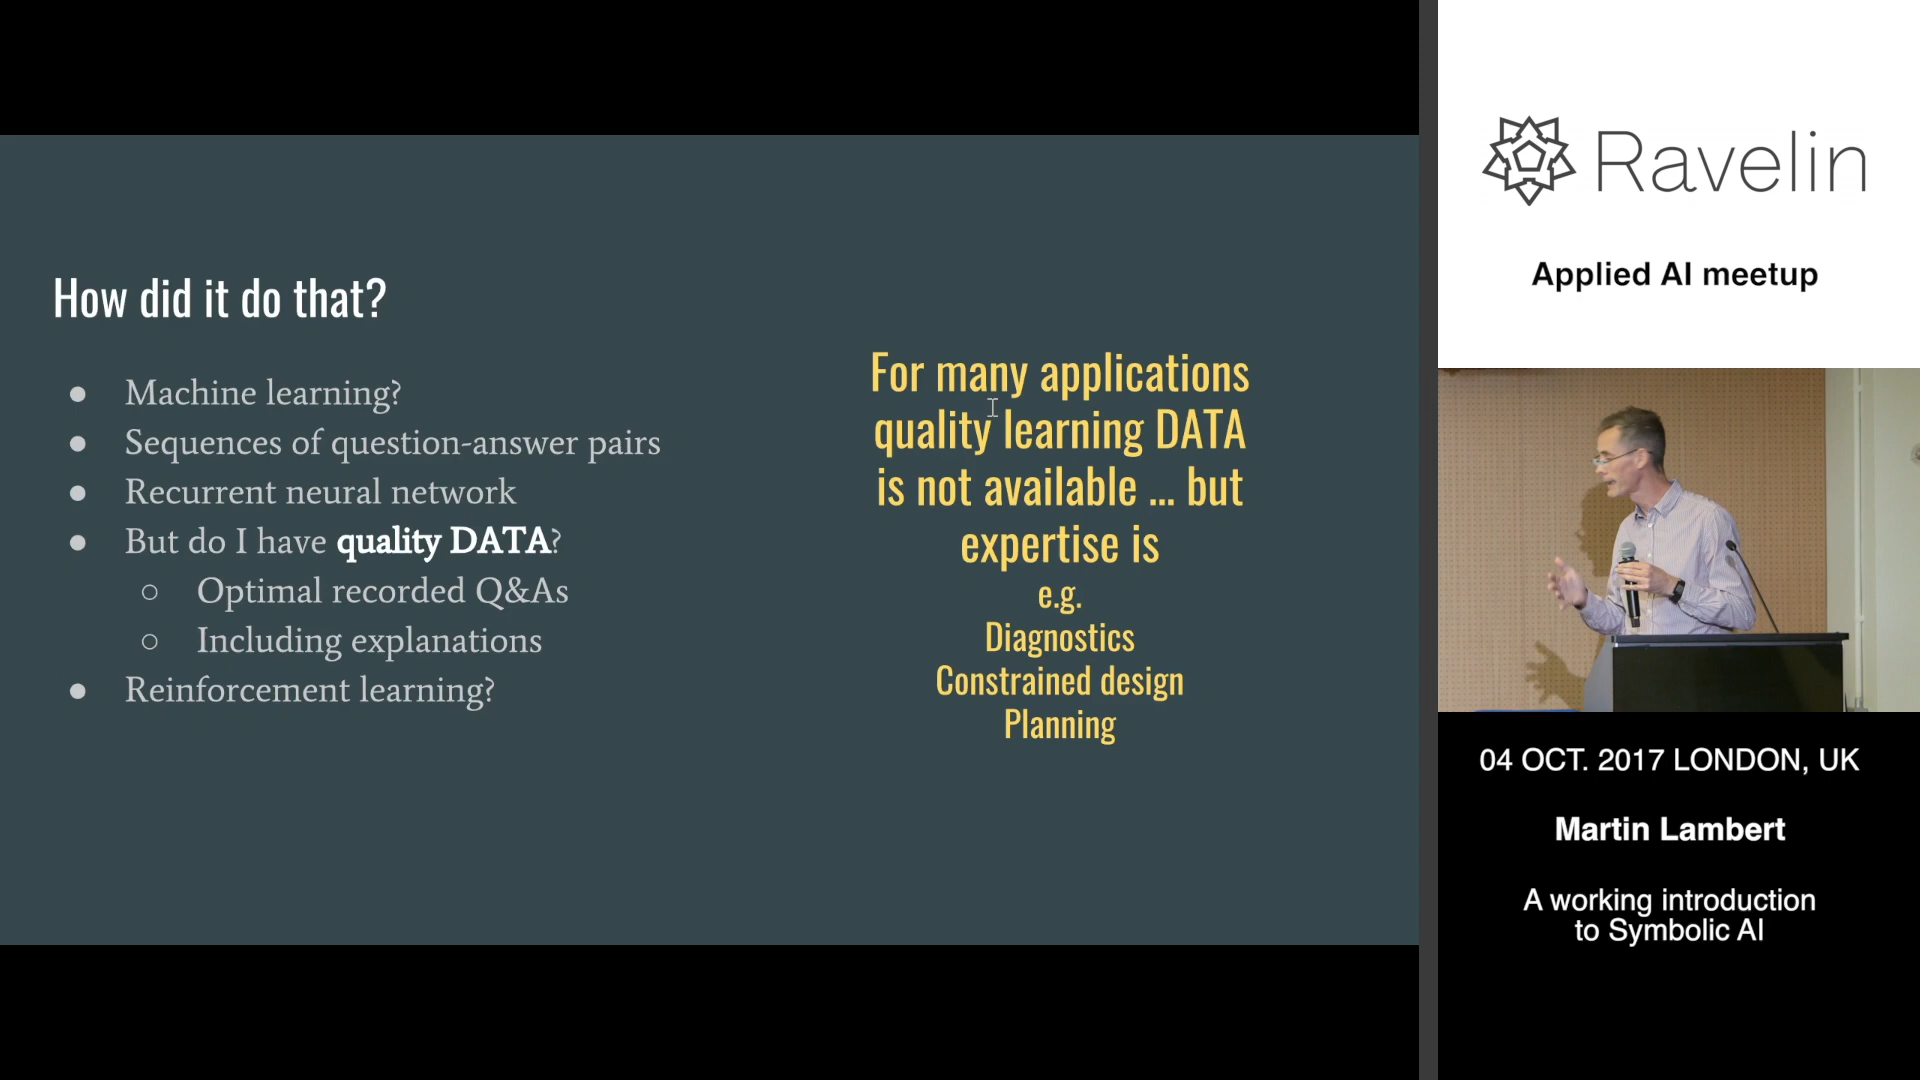 How did it do that?
● Machine learning?
● Sequences of question-answer pairs
● Recurrent neural network
● But do I have quality DATA?
○ Optimal recorded Q&As
○ Including explanations
● Reinforcement learning?
For many applications
quality learning DATA
is not available ... but
expertise is
e.g.
Diagnostics
Constrained design
Planning
Ravelin
Applied AI meetup
04 OCT. 2017 LONDON, UK
Martin Lambert
A working introduction
to Symbolic AI